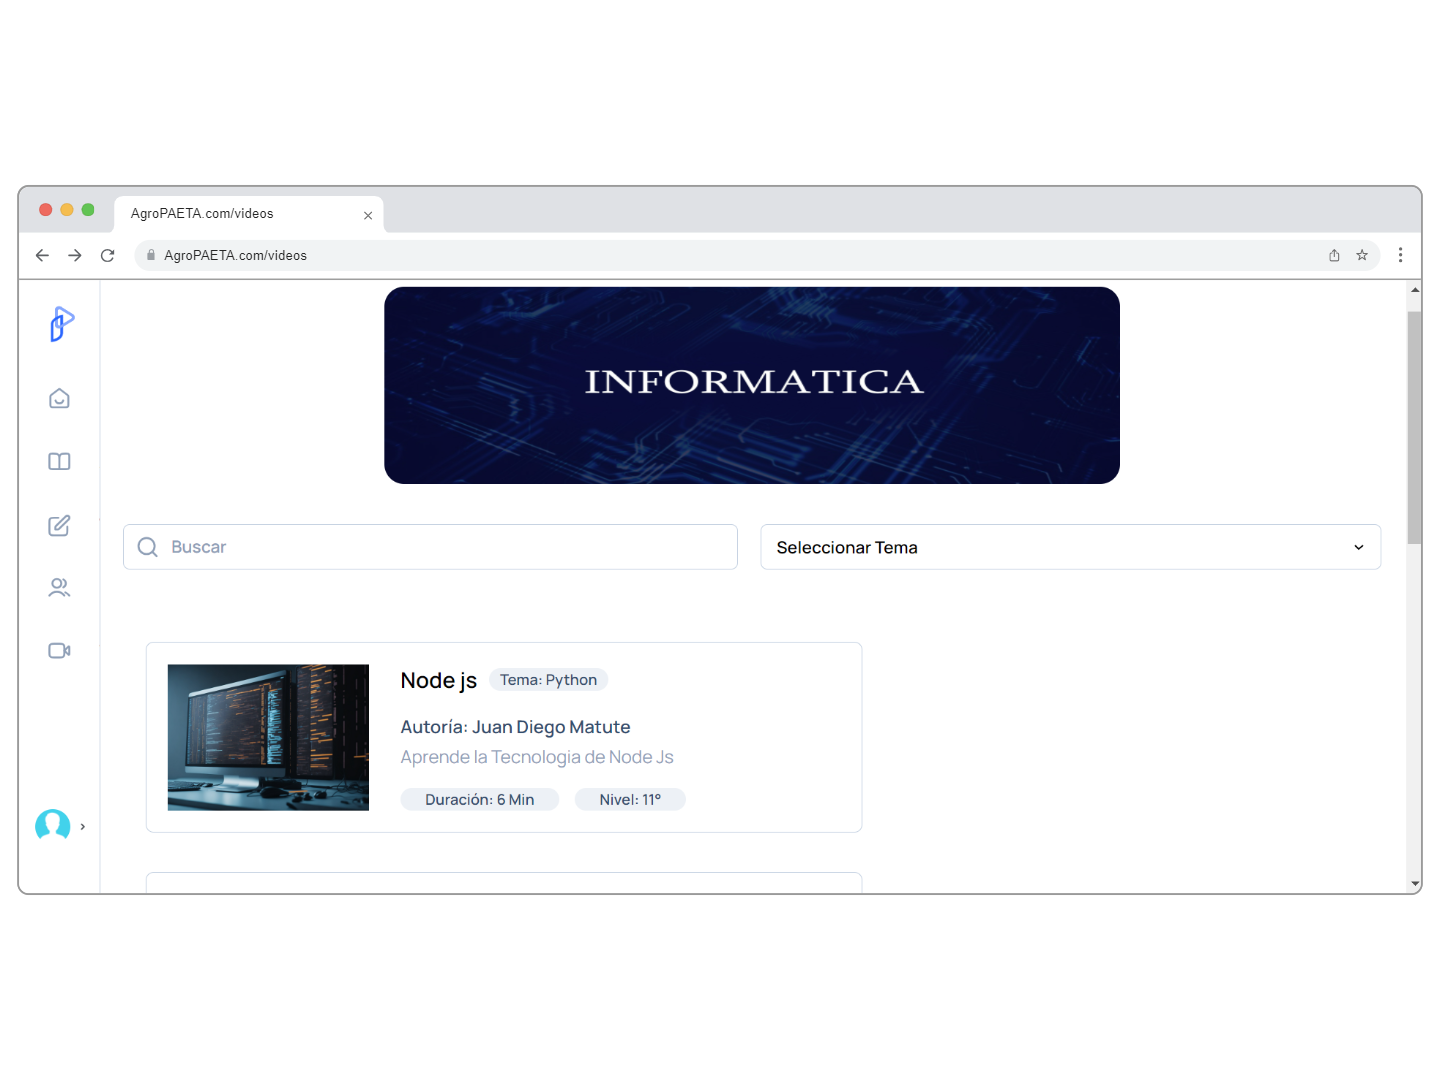 AgroPAETA.com/videos
AgroPAETA.com/videos
INFORMATICA
Buscar
Seleccionar Tema
Node js
Tema: Python
Autoría: Juan Diego Matute
Aprende la Tecnologia de Node Js
Duración: 6 Min
Nivel: 11°